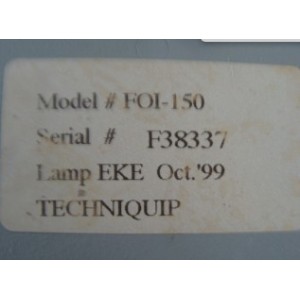 Model # FOI-150
Serial # F38337
Lamp EKE Oct.'99
TECHNIQUIP